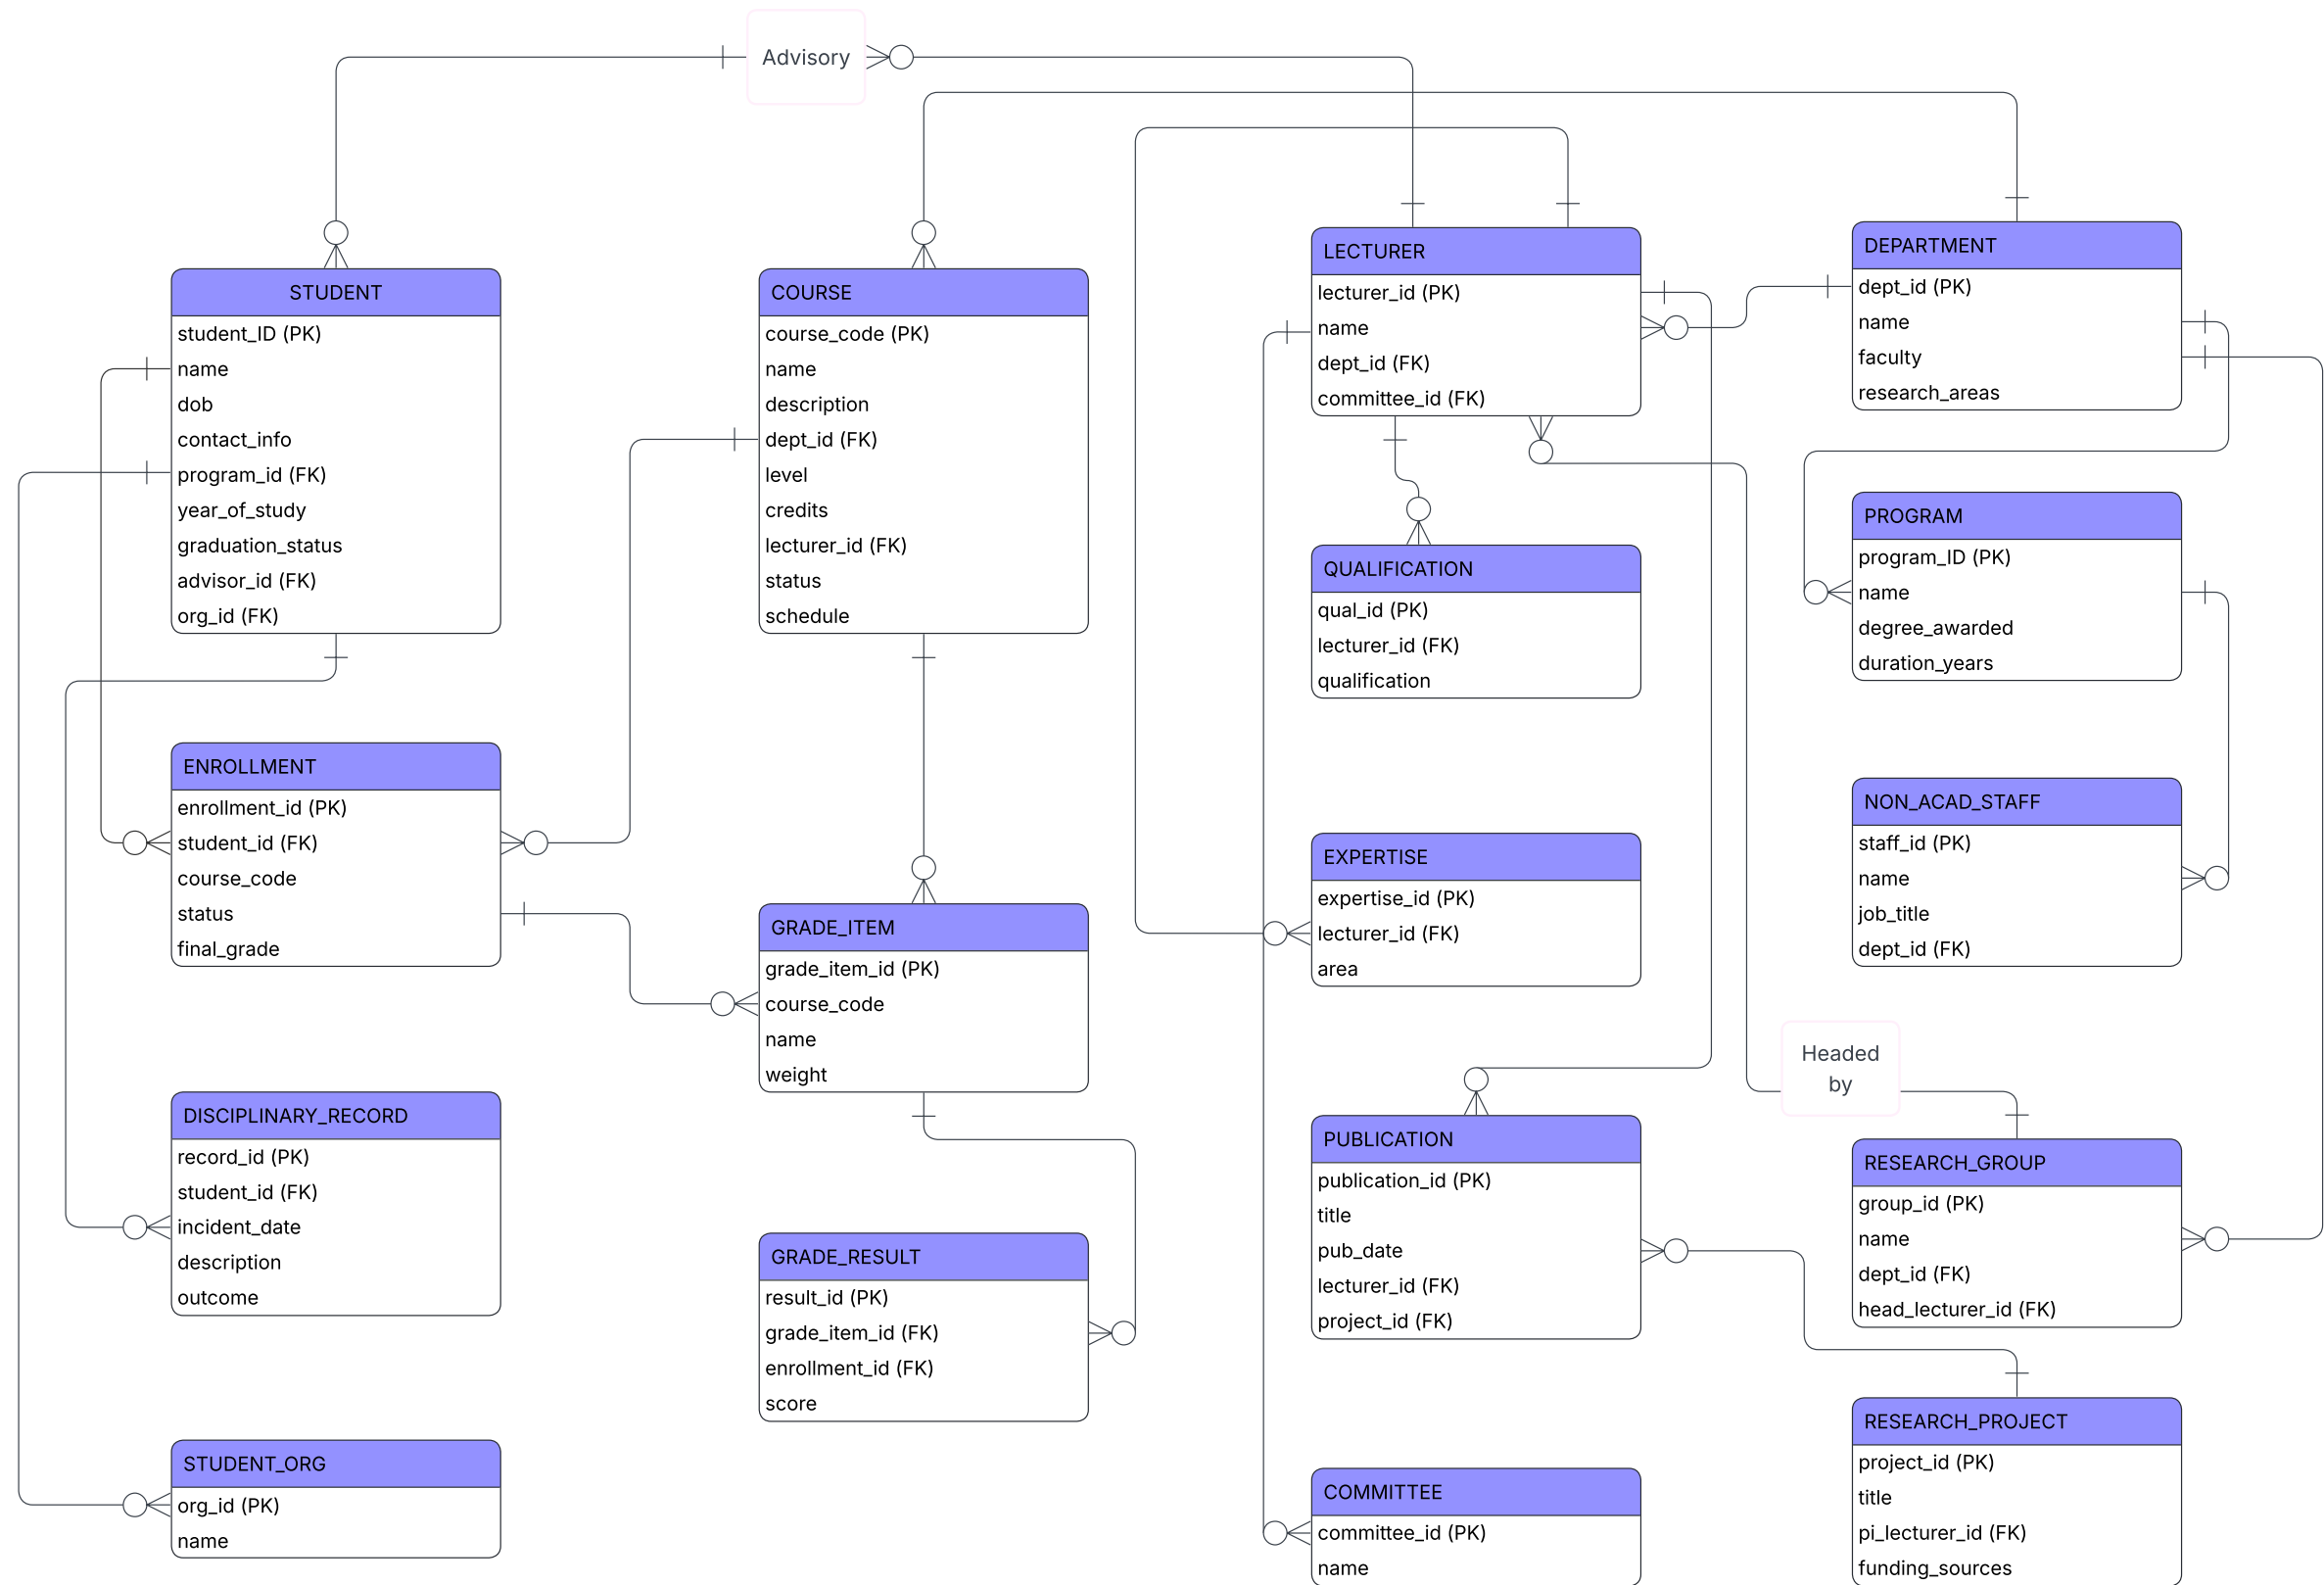 Advisory
STUDENT
student_ID (PK)
name
dob
contact_info
program_id (FK)
year_of_study
graduation_status
advisor_id (FK)
org_id (FK)
ENROLLMENT
enrollment_id (PK)
student_id (FK)
course_code
status
final_grade
DISCIPLINARY_RECORD
record_id (PK)
student_id (FK)
incident_date
description
outcome
STUDENT_ORG
org_id (PK)
name
COURSE
course_code (PK)
name
description
dept_id (FK)
level
credits
lecturer_id (FK)
status
schedule
GRADE_ITEM
grade_item_id (PK)
course_code
name
weight
GRADE_RESULT
result_id (PK)
grade_item_id (FK)
enrollment_id (FK)
score
LECTURER
lecturer_id (PK)
name
dept_id (FK)
committee_id (FK)
QUALIFICATION
qual_id (PK)
lecturer_id (FK)
qualification
EXPERTISE
expertise_id (PK)
lecturer_id (FK)
area
PUBLICATION
publication_id (PK)
title
pub_date
lecturer_id (FK)
project_id (FK)
COMMITTEE
committee_id (PK)
name
DEPARTMENT
dept_id (PK)
name
faculty
research_areas
PROGRAM
program_ID (PK)
name
degree_awarded
duration_years
NON_ACAD_STAFF
staff_id (PK)
name
job_title
dept_id (FK)
Headed
by
RESEARCH_GROUP
group_id (PK)
name
dept_id (FK)
head_lecturer_id (FK)
RESEARCH_PROJECT
project_id (PK)
title
pi_lecturer_id (FK)
funding_sources